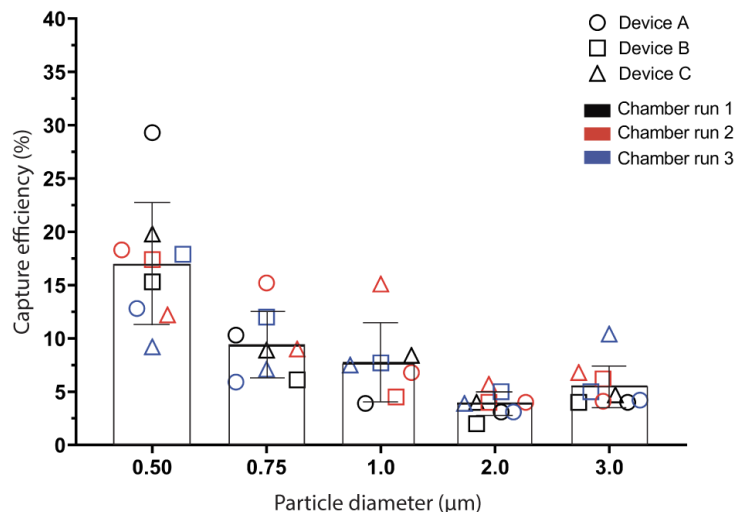 40
35
30
25
20
15
10
5
0
Capture efficiency (%)
0.50 0.75 1.0 2.0 3.0
Particle diameter (μm)
Device A
Device B
Device C
Chamber run 1
Chamber run 2
Chamber run 3